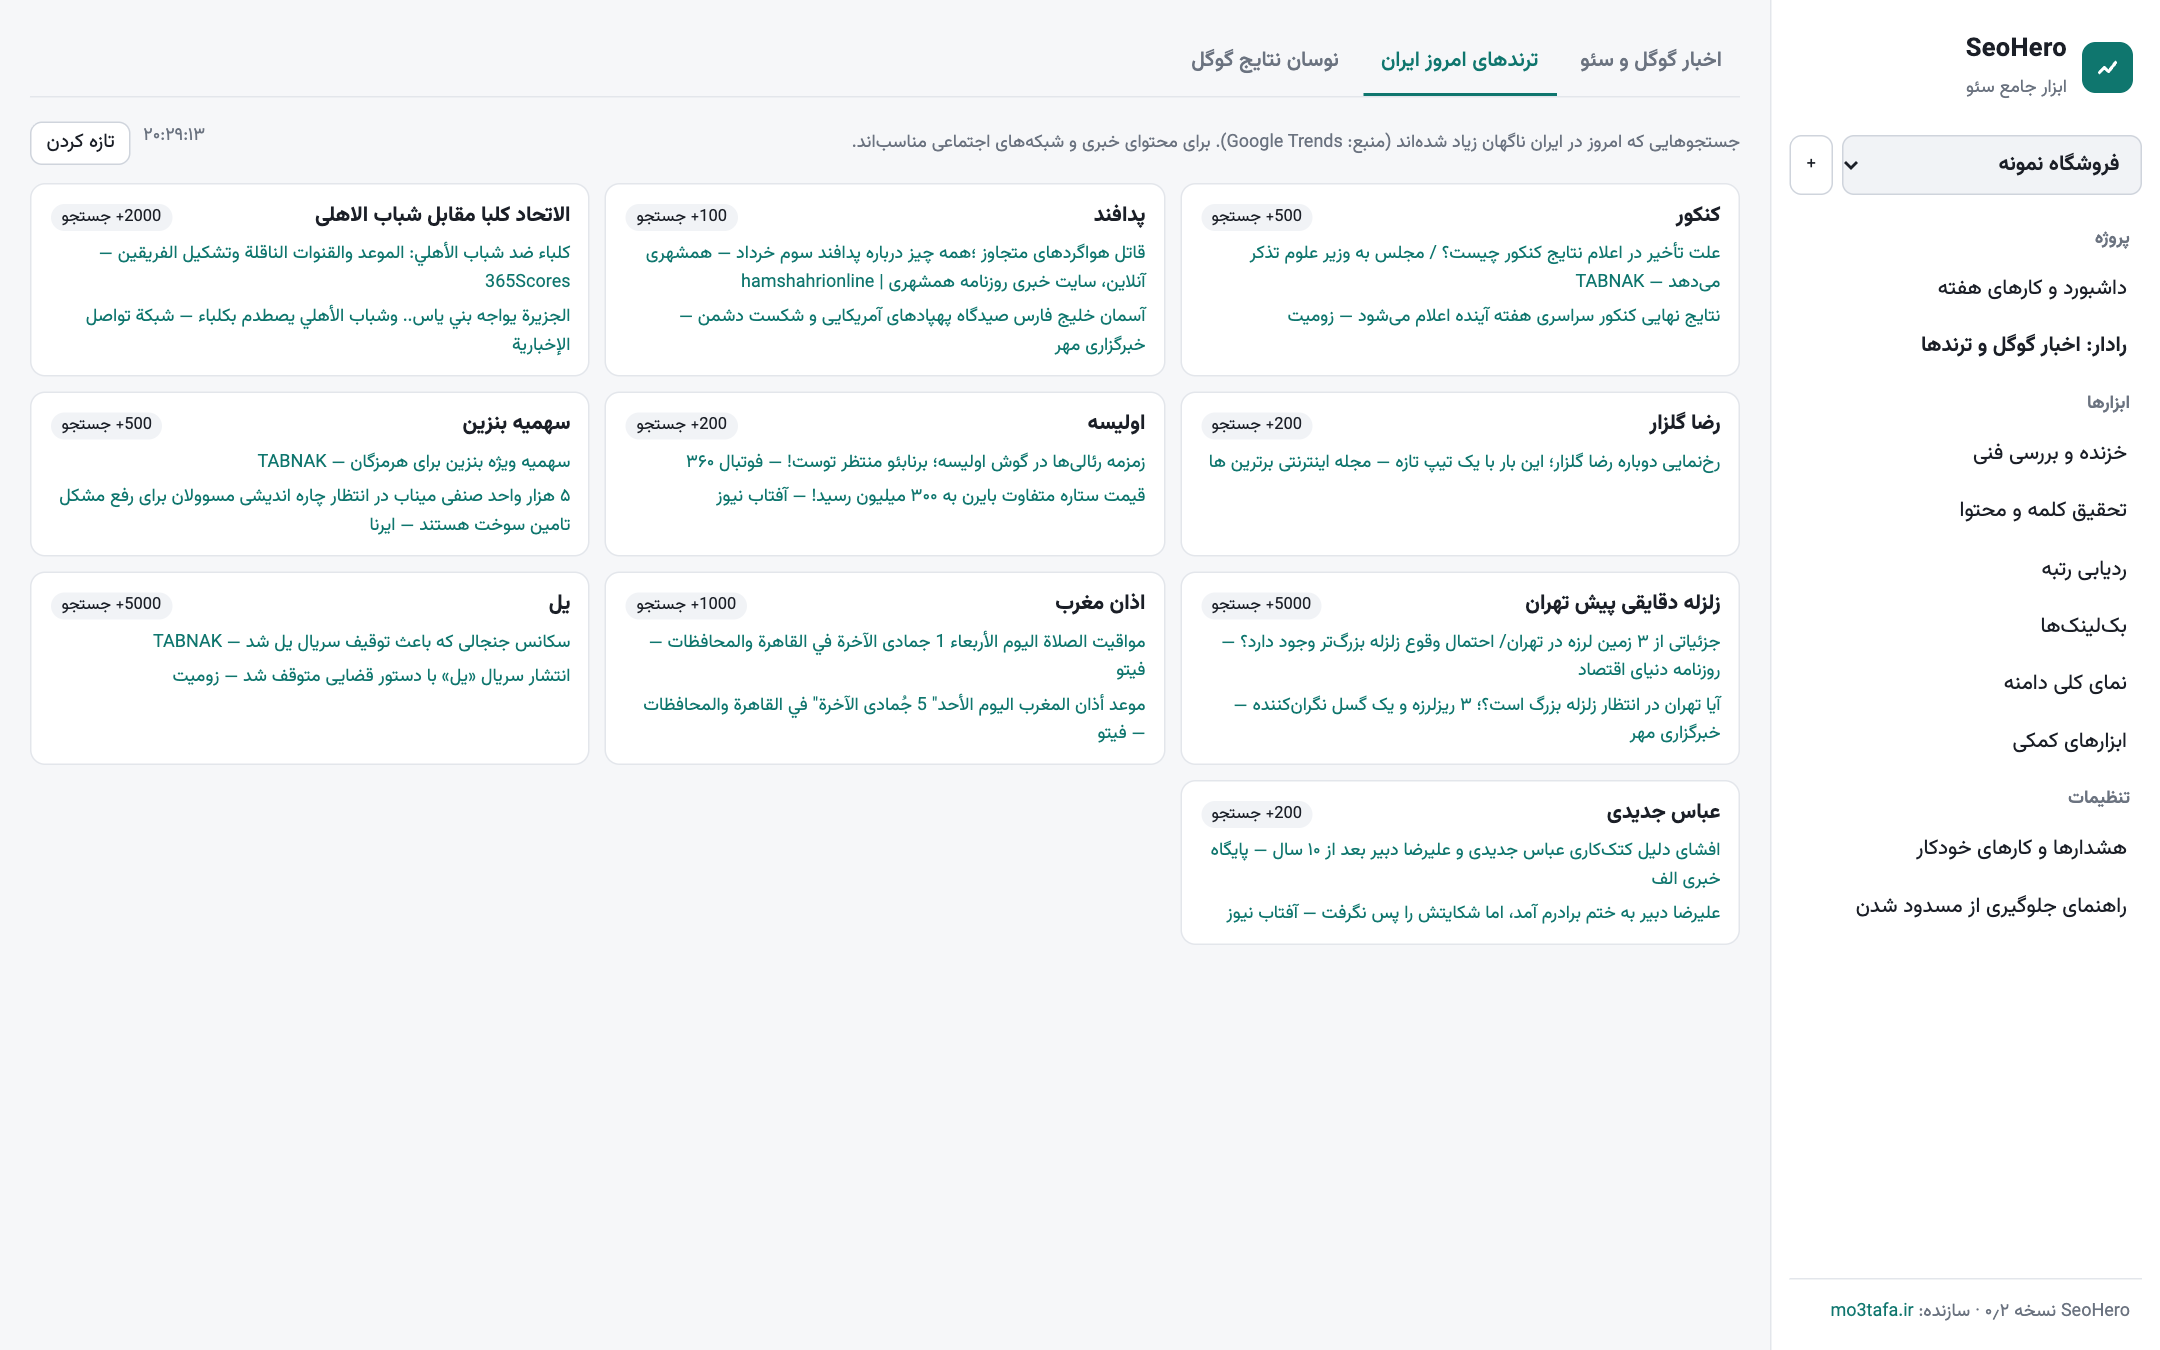 SeoHero
ابزار جامع سئو
فروشگاه نمونه
+
پروژه
داشبورد و کارهای هفته
رادار: اخبار گوگل و ترندها
ابزارها
خزنده و بررسی فنی
تحقیق کلمه و محتوا
ردیابی رتبه
بک‌لینک‌ها
نمای کلی دامنه
ابزارهای کمکی
تنظیمات
هشدارها و کارهای خودکار
راهنمای جلوگیری از مسدود شدن
SeoHero نسخه ۰٫۲ · سازنده: mo3tafa.ir
اخبار گوگل و سئو
ترندهای امروز ایران
نوسان نتایج گوگل
جستجوهایی که امروز در ایران ناگهان زیاد شده‌اند (منبع: Google Trends). برای محتوای خبری و شبکه‌های اجتماعی مناسب‌اند.
۲۰:۲۹:۱۳
تازه کردن
کنکور
500+ جستجو
علت تأخیر در اعلام نتایج کنکور چیست؟ / مجلس به وزیر علوم تذکر
می‌دهد — TABNAK
نتایج نهایی کنکور سراسری هفته آینده اعلام می‌شود — زومیت
پدافند
100+ جستجو
قاتل هواگردهای متجاوز ؛همه چیز درباره پدافند سوم خرداد — همشهری
آنلاین، سایت خبری روزنامه همشهری | hamshahrionline
آسمان خلیج فارس صیدگاه پهپادهای آمریکایی و شکست دشمن —
خبرگزاری مهر
الاتحاد کلبا مقابل شباب الاهلی
2000+ جستجو
كلباء ضد شباب الأهلي: الموعد والقنوات الناقلة وتشكيل الفريقين —
365Scores
الجزيرة يواجه بني ياس.. وشباب الأهلي يصطدم بكلباء — شبكة تواصل
الإخبارية
رضا گلزار
200+ جستجو
رخ‌نمایی دوباره رضا گلزار؛ این بار با یک تیپ تازه — مجله اینترنتی برترین ها
اولیسه
200+ جستجو
زمزمه رئالی‌ها در گوش اولیسه؛ برنابئو منتظر توست! — فوتبال ۳۶۰
قیمت ستاره متفاوت بایرن به ۳۰۰ میلیون رسید! — آفتاب نیوز
سهمیه بنزین
500+ جستجو
سهمیه ویژه بنزین برای هرمزگان — TABNAK
۵ هزار واحد صنفی میناب در انتظار چاره اندیشی مسوولان برای رفع مشکل
تامین سوخت هستند — ایرنا
زلزله دقایقی پیش تهران
5000+ جستجو
جزئیاتی از ۳ زمین لرزه در تهران/ احتمال وقوع زلزله بزرگ‌تر وجود دارد؟ —
روزنامه دنیای اقتصاد
آیا تهران در انتظار زلزله بزرگ است؟؛ ۳ ریزلرزه و یک گسل نگران‌کننده —
خبرگزاری مهر
اذان مغرب
1000+ جستجو
مواقيت الصلاة اليوم الأربعاء 1 جمادى الآخرة في القاهرة والمحافظات —
فيتو
موعد أذان المغرب اليوم الأحد" 5 جُمادى الآخرة" في القاهرة والمحافظات
— فيتو
یل
5000+ جستجو
سکانس جنجالی که باعث توقیف سریال یل شد — TABNAK
انتشار سریال «یل» با دستور قضایی متوقف شد — زومیت
عباس جدیدی
200+ جستجو
افشای دلیل کتک‌کاری عباس جدیدی و علیرضا دبیر بعد از ۱۰ سال — پایگاه
خبری الف
علیرضا دبیر به ختم برادرم آمد، اما شکایتش را پس نگرفت — آفتاب نیوز